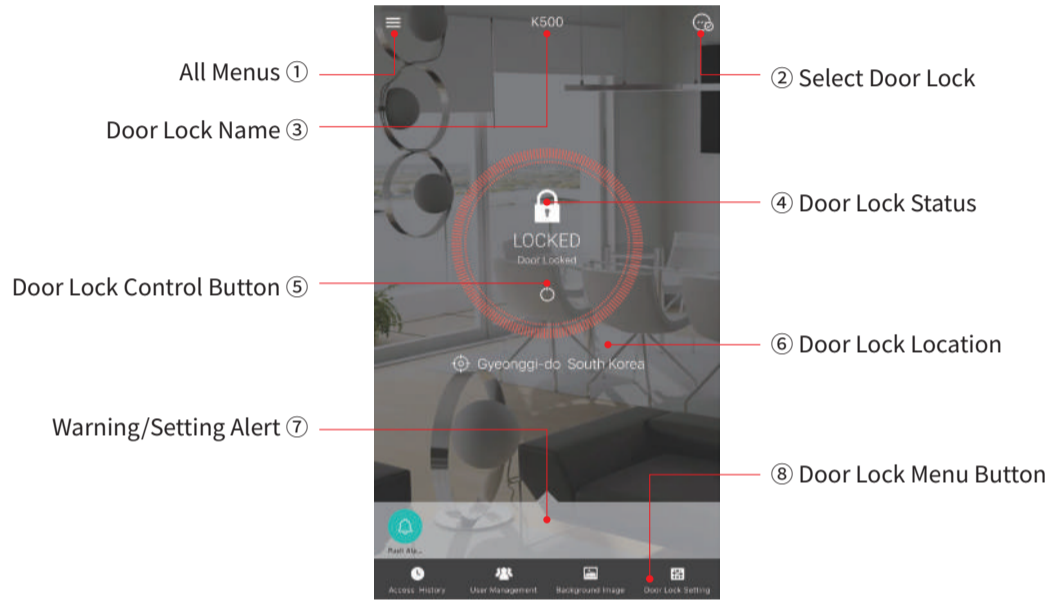 K500
All Menus ①
② Select Door Lock
Door Lock Name ③
④ Door Lock Status
LOCKED
Door Locked
Door Lock Control Button ⑤
⑥ Door Lock Location
Gyeonggi-do South Korea
Warning/Setting Alert ⑦
⑧ Door Lock Menu Button
Push Ala...
Access History
User Management
Background Image
Door Lock Setting